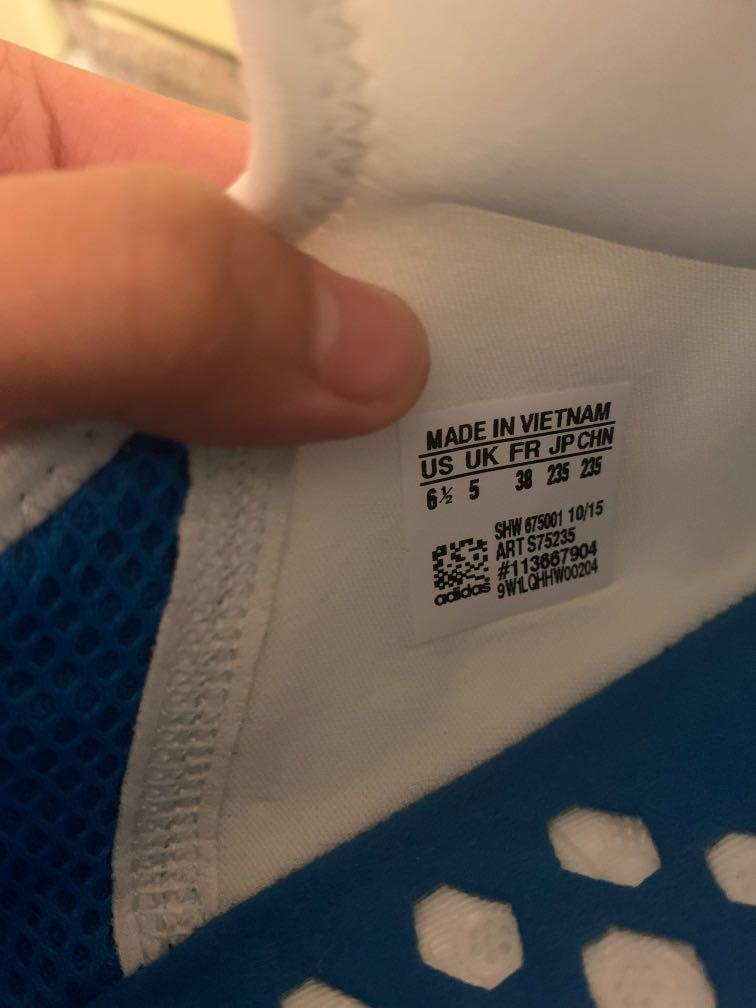 MADE IN VIETNAM
US UK FR JP CHN
6½ 5 38 235 235
SHW 675001 10/15
ART S75235
#113667904
adidas 9W1LQHHW00204